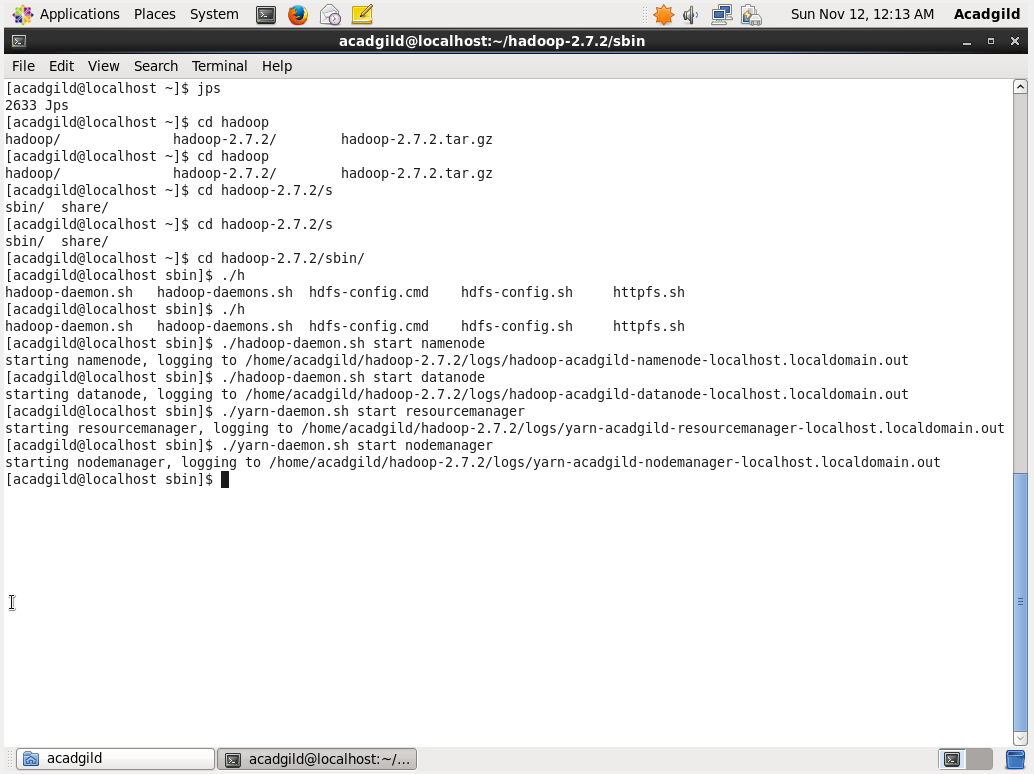 Applications Places System Sun Nov 12, 12:13 AM Acadgild
acadgild@localhost:~/hadoop-2.7.2/sbin
File Edit View Search Terminal Help
[acadgild@localhost ~]$ jps
2633 Jps
[acadgild@localhost ~]$ cd hadoop
hadoop/              hadoop-2.7.2/        hadoop-2.7.2.tar.gz
[acadgild@localhost ~]$ cd hadoop
hadoop/              hadoop-2.7.2/        hadoop-2.7.2.tar.gz
[acadgild@localhost ~]$ cd hadoop-2.7.2/s
sbin/  share/
[acadgild@localhost ~]$ cd hadoop-2.7.2/s
sbin/  share/
[acadgild@localhost ~]$ cd hadoop-2.7.2/sbin/
[acadgild@localhost sbin]$ ./h
hadoop-daemon.sh   hadoop-daemons.sh  hdfs-config.cmd    hdfs-config.sh     httpfs.sh
[acadgild@localhost sbin]$ ./h
hadoop-daemon.sh   hadoop-daemons.sh  hdfs-config.cmd    hdfs-config.sh     httpfs.sh
[acadgild@localhost sbin]$ ./hadoop-daemon.sh start namenode
starting namenode, logging to /home/acadgild/hadoop-2.7.2/logs/hadoop-acadgild-namenode-localhost.localdomain.out
[acadgild@localhost sbin]$ ./hadoop-daemon.sh start datanode
starting datanode, logging to /home/acadgild/hadoop-2.7.2/logs/hadoop-acadgild-datanode-localhost.localdomain.out
[acadgild@localhost sbin]$ ./yarn-daemon.sh start resourcemanager
starting resourcemanager, logging to /home/acadgild/hadoop-2.7.2/logs/yarn-acadgild-resourcemanager-localhost.localdomain.out
[acadgild@localhost sbin]$ ./yarn-daemon.sh start nodemanager
starting nodemanager, logging to /home/acadgild/hadoop-2.7.2/logs/yarn-acadgild-nodemanager-localhost.localdomain.out
[acadgild@localhost sbin]$
acadgild acadgild@localhost:~/...